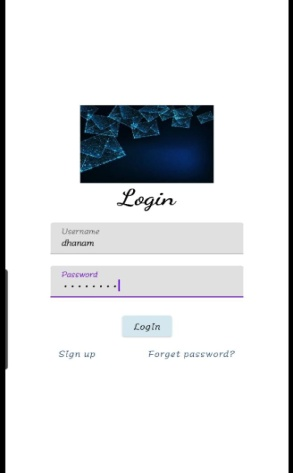 Login
Username
dhanam
Password
........
LogIn
Sign up
Forget password?